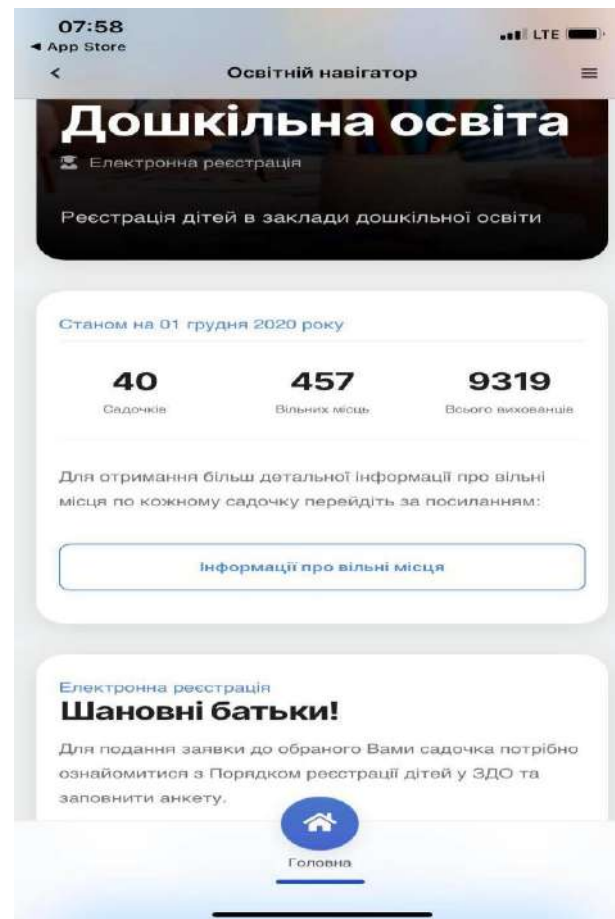 07:58
LTE
◄ App Store
<
Освітній навігатор
Дошкільна освіта
Електронна реєстрація
Реєстрація дітей в заклади дошкільної освіти
Станом на 01 грудня 2020 року
40 457 9319
Садочків Вільних місць Всього вихованців
Для отримання більш детальної інформації про вільні
місця по кожному садочку перейдіть за посиланням:
Інформації про вільні місця
Електронна реєстрація
Шановні батьки!
Для подання заявки до обраного Вами садочка потрібно
ознайомитися з Порядком реєстрації дітей у ЗДО та
заповнити анкету.
Головна